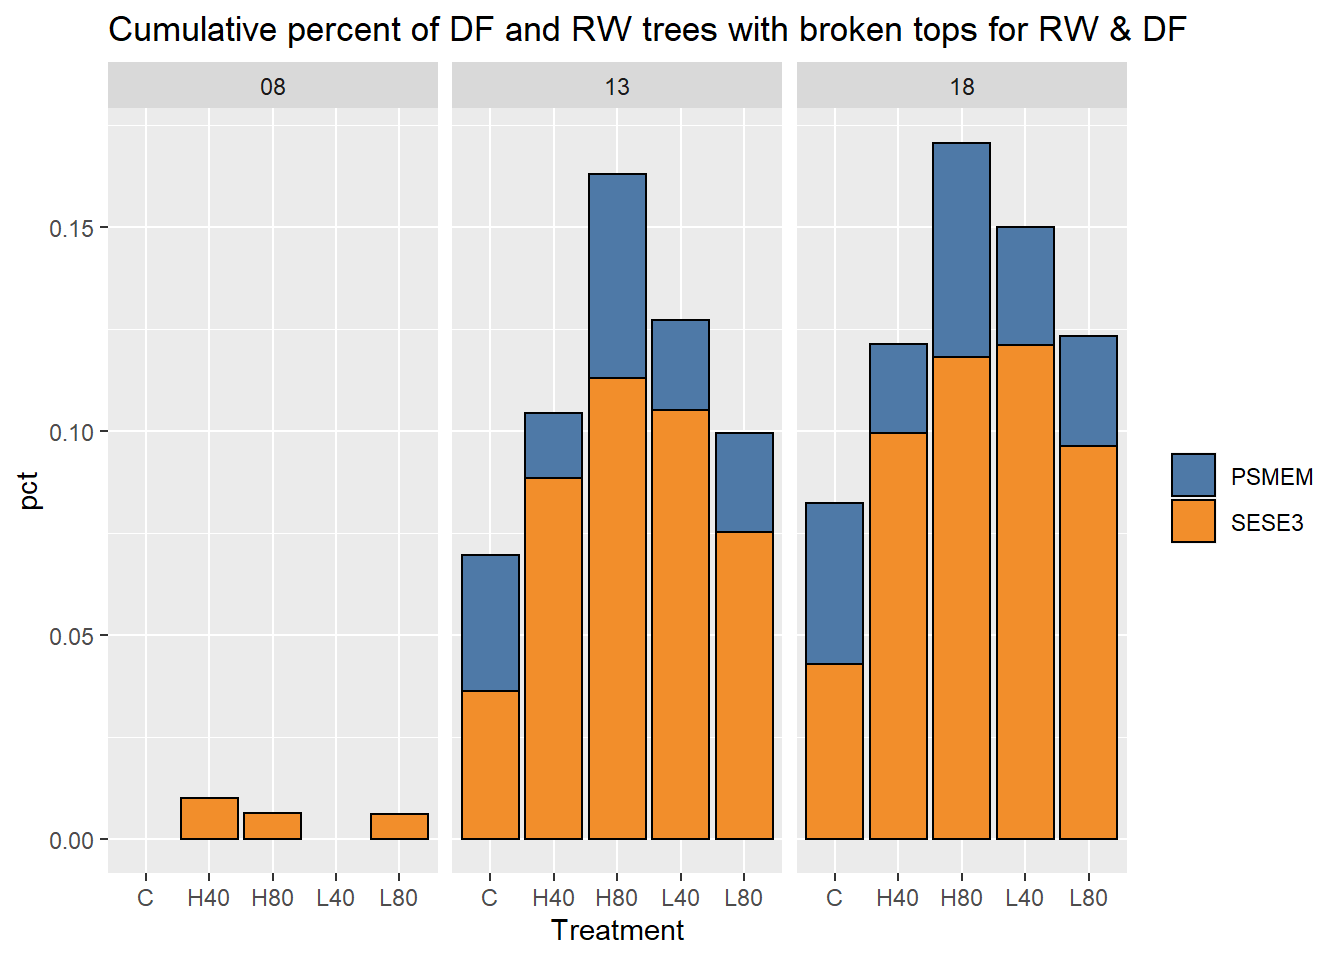 Cumulative percent of DF and RW trees with broken tops for RW & DF
08 13 18
0.15
0.10
0.05
0.00
pct
C H40 H80 L40 L80 C H40 H80 L40 L80 C H40 H80 L40 L80
Treatment
PSMEM
SESE3